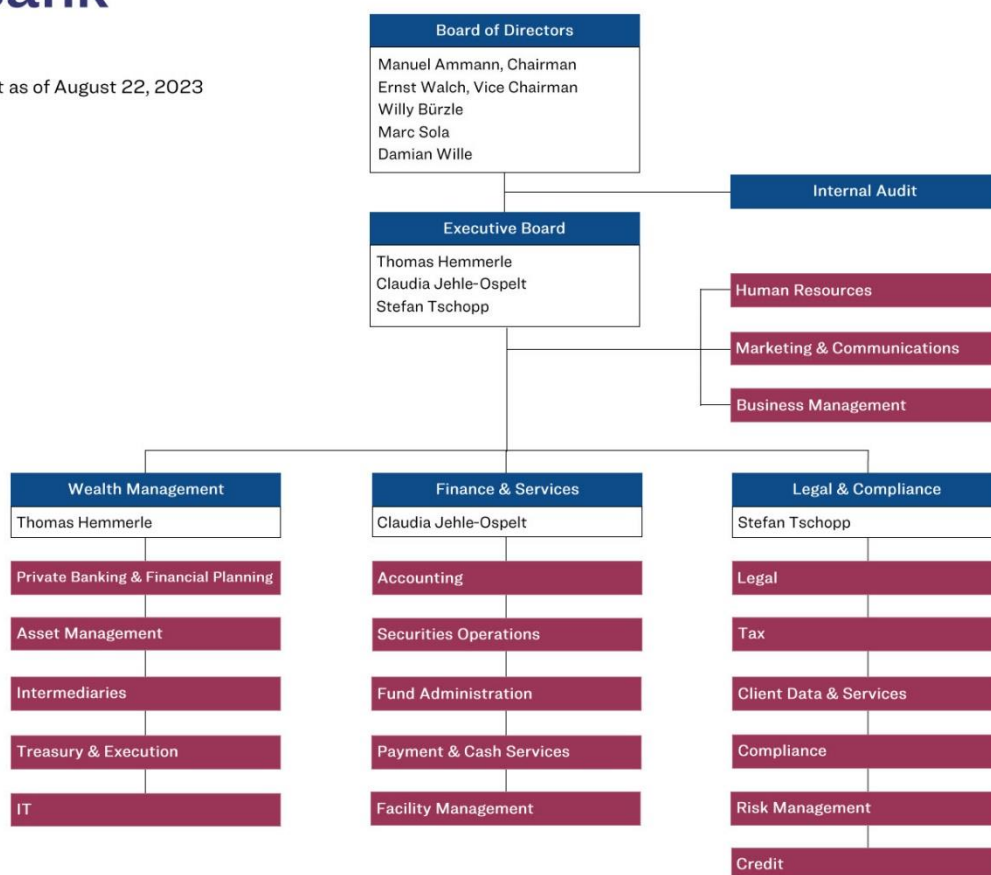 t as of August 22, 2023
Board of Directors
Manuel Ammann, Chairman
Ernst Walch, Vice Chairman
Willy Bürzle
Marc Sola
Damian Wille
Internal Audit
Executive Board
Thomas Hemmerle
Claudia Jehle-Ospelt
Stefan Tschopp
Human Resources
Marketing & Communications
Business Management
Wealth Management
Thomas Hemmerle
Private Banking & Financial Planning
Asset Management
Intermediaries
Treasury & Execution
IT
Finance & Services
Claudia Jehle-Ospelt
Accounting
Securities Operations
Fund Administration
Payment & Cash Services
Facility Management
Legal & Compliance
Stefan Tschopp
Legal
Tax
Client Data & Services
Compliance
Risk Management
Credit